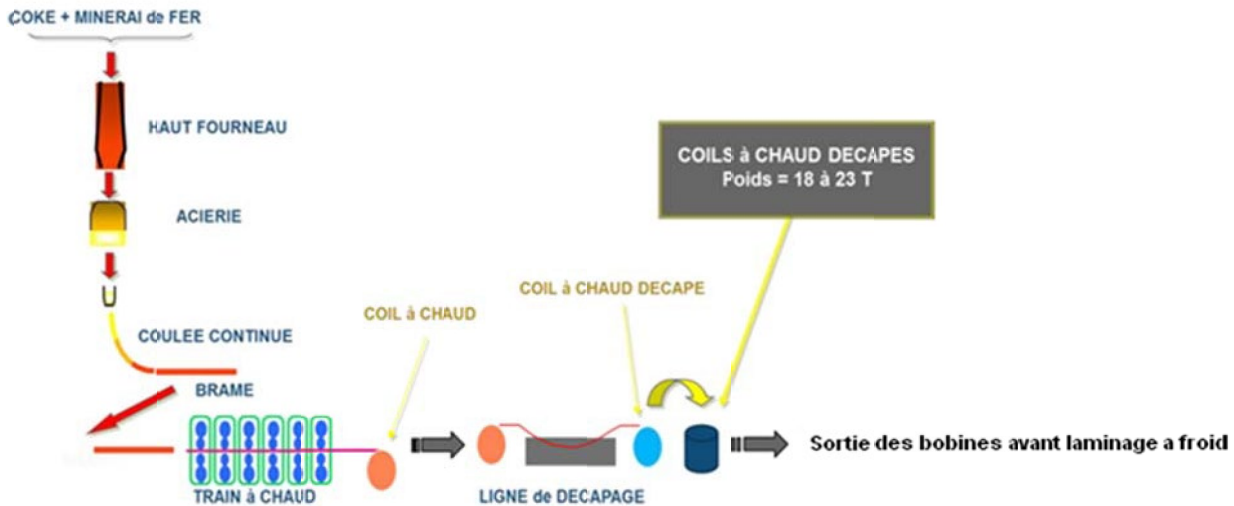 COKE + MINERAI de FER
HAUT FOURNEAU
ACIERIE
COULEE CONTINUE
BRAME
TRAIN à CHAUD
COIL à CHAUD
LIGNE de DECAPAGE
COIL à CHAUD DECAPE
COILS à CHAUD DECAPES
Poids = 18 à 23 T
Sortie des bobines avant laminage a froid